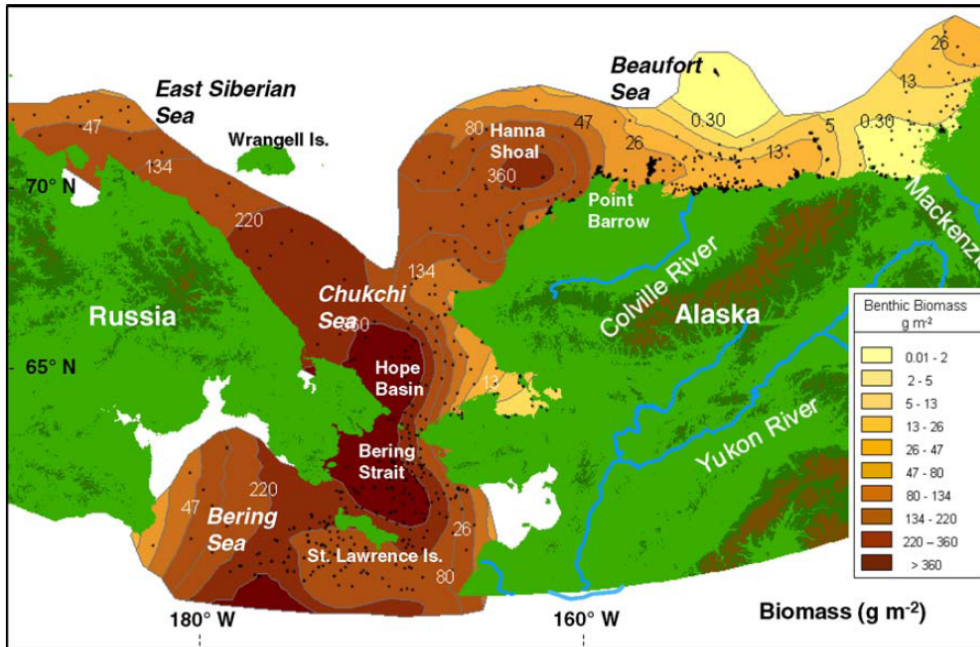 East Siberian
Sea
Wrangell Is.
Beaufort
Sea
26
13
47
80
Hanna
Shoal
360
47
26
0.30
13
5
0.30
134
70° N
220
Point
Barrow
Mackenzie
134
Chukchi
Sea
360
Colville River
Alaska
Russia
65° N
Hope
Basin
13
Bering
Strait
Yukon River
47
220
Bering
Sea
26
St. Lawrence Is.
80
180° W
160° W
Biomass (g m⁻²)
Benthic Biomass
g m⁻²
0.01 - 2
2 - 5
5 - 13
13 - 26
26 - 47
47 - 80
80 - 134
134 - 220
220 – 360
> 360